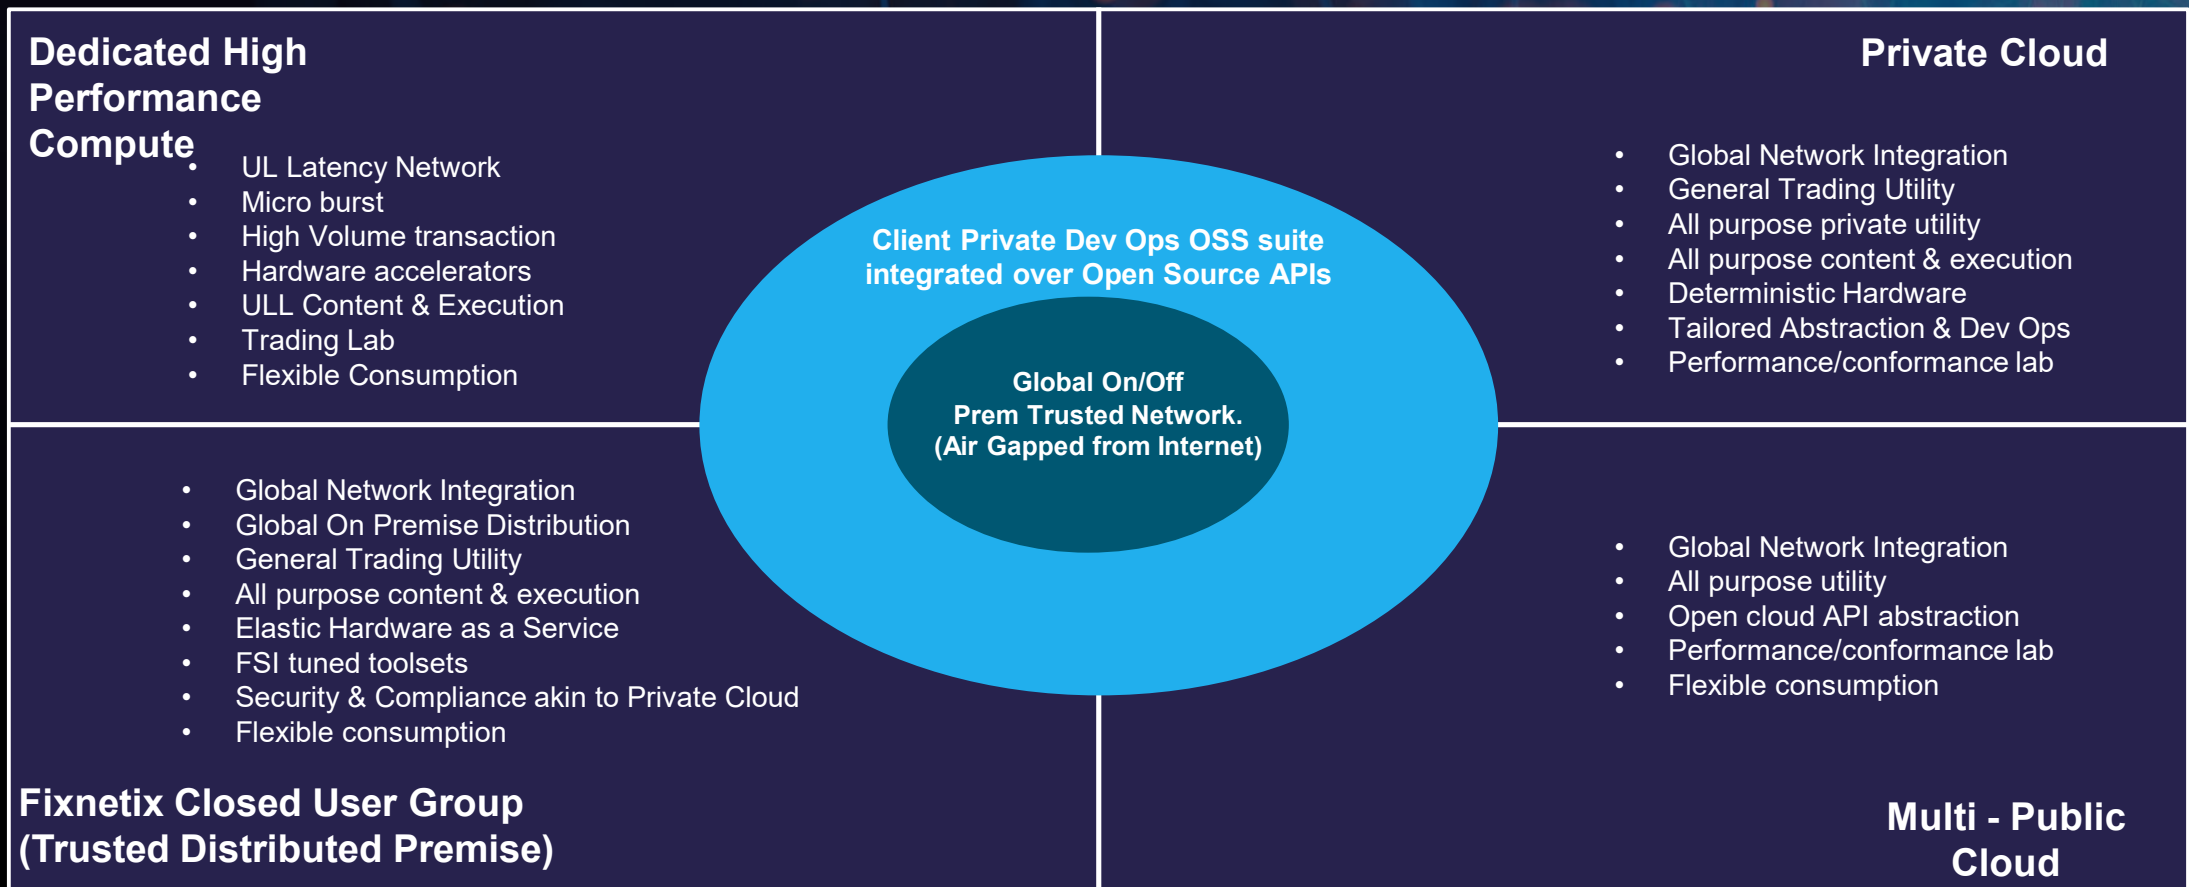 Dedicated High
Performance
Compute
• UL Latency Network
• Micro burst
• High Volume transaction
• Hardware accelerators
• ULL Content & Execution
• Trading Lab
• Flexible Consumption
Private Cloud
• Global Network Integration
• General Trading Utility
• All purpose private utility
• All purpose content & execution
• Deterministic Hardware
• Tailored Abstraction & Dev Ops
• Performance/conformance lab
Client Private Dev Ops OSS suite
integrated over Open Source APIs
Global On/Off
Prem Trusted Network.
(Air Gapped from Internet)
• Global Network Integration
• Global On Premise Distribution
• General Trading Utility
• All purpose content & execution
• Elastic Hardware as a Service
• FSI tuned toolsets
• Security & Compliance akin to Private Cloud
• Flexible consumption
Fixnetix Closed User Group
(Trusted Distributed Premise)
• Global Network Integration
• All purpose utility
• Open cloud API abstraction
• Performance/conformance lab
• Flexible consumption
Multi - Public
Cloud